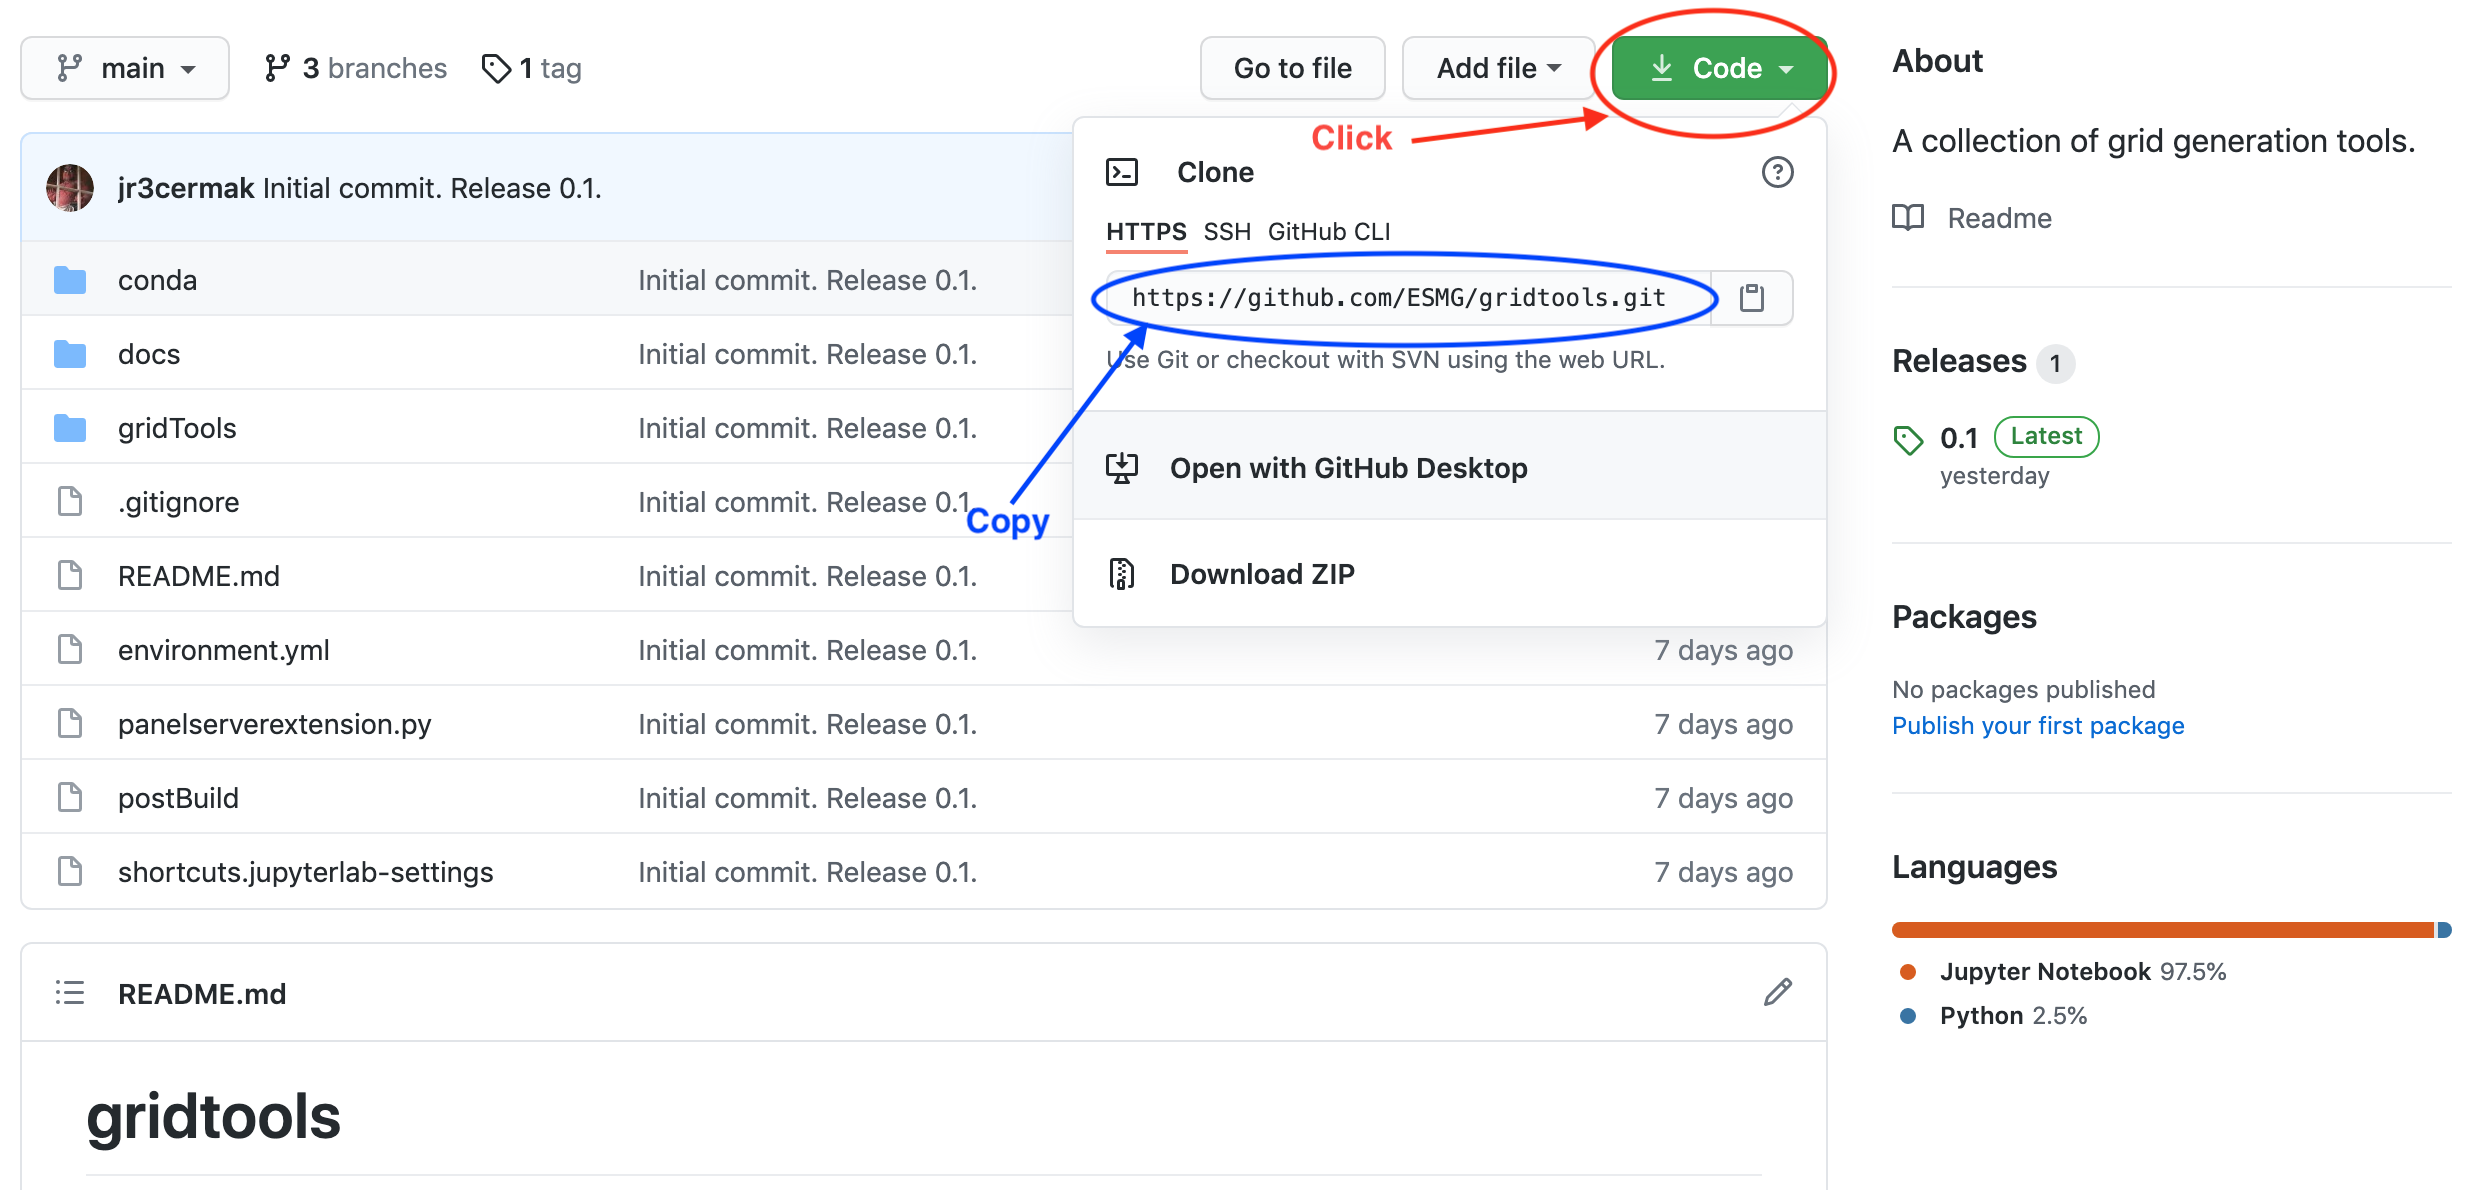 main
3 branches
1 tag
Go to file
Add file
Code
Click
jr3cermak Initial commit. Release 0.1.
conda Initial commit. Release 0.1.
docs Initial commit. Release 0.1.
gridTools Initial commit. Release 0.1.
.gitignore Initial commit. Release 0.1.
README.md Initial commit. Release 0.1.
environment.yml Initial commit. Release 0.1. 7 days ago
panelserverextension.py Initial commit. Release 0.1. 7 days ago
postBuild Initial commit. Release 0.1. 7 days ago
shortcuts.jupyterlab-settings Initial commit. Release 0.1. 7 days ago
Clone
HTTPS SSH GitHub CLI
https://github.com/ESMG/gridtools.git
Use Git or checkout with SVN using the web URL.
Copy
Open with GitHub Desktop
Download ZIP
README.md
gridtools
About
A collection of grid generation tools.
Readme
Releases 1
0.1 Latest
yesterday
Packages
No packages published
Publish your first package
Languages
Jupyter Notebook 97.5%
Python 2.5%